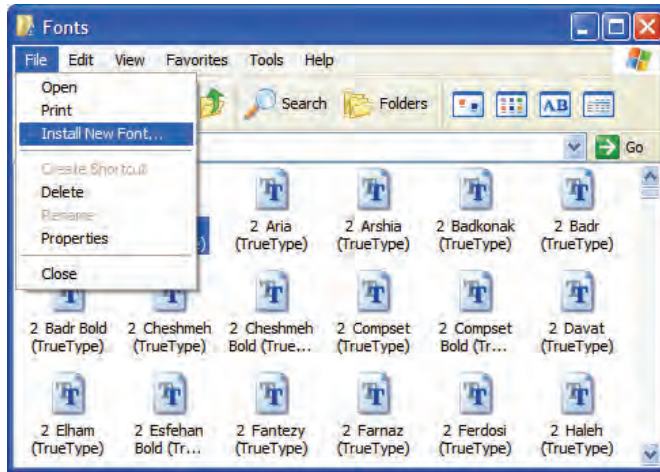 Fonts
File Edit View Favorites Tools Help
Open
Print
Install New Font...
Create Shortcut
Delete
Rename
Properties
Close
Search Folders
AB
Go
2 Aria (TrueType)
2 Arshia (TrueType)
2 Badkonak (TrueType)
2 Badr (TrueType)
2 Badr Bold (TrueType)
2 Cheshmeh (TrueType)
2 Cheshmeh Bold (True...
2 Compset (TrueType)
2 Compset Bold (Tr...
2 Davat (TrueType)
2 Elham (TrueType)
2 Esfehan Bold (Tr...
2 Fantezy (TrueType)
2 Farnaz (TrueType)
2 Ferdosi (TrueType)
2 Haleh (TrueType)